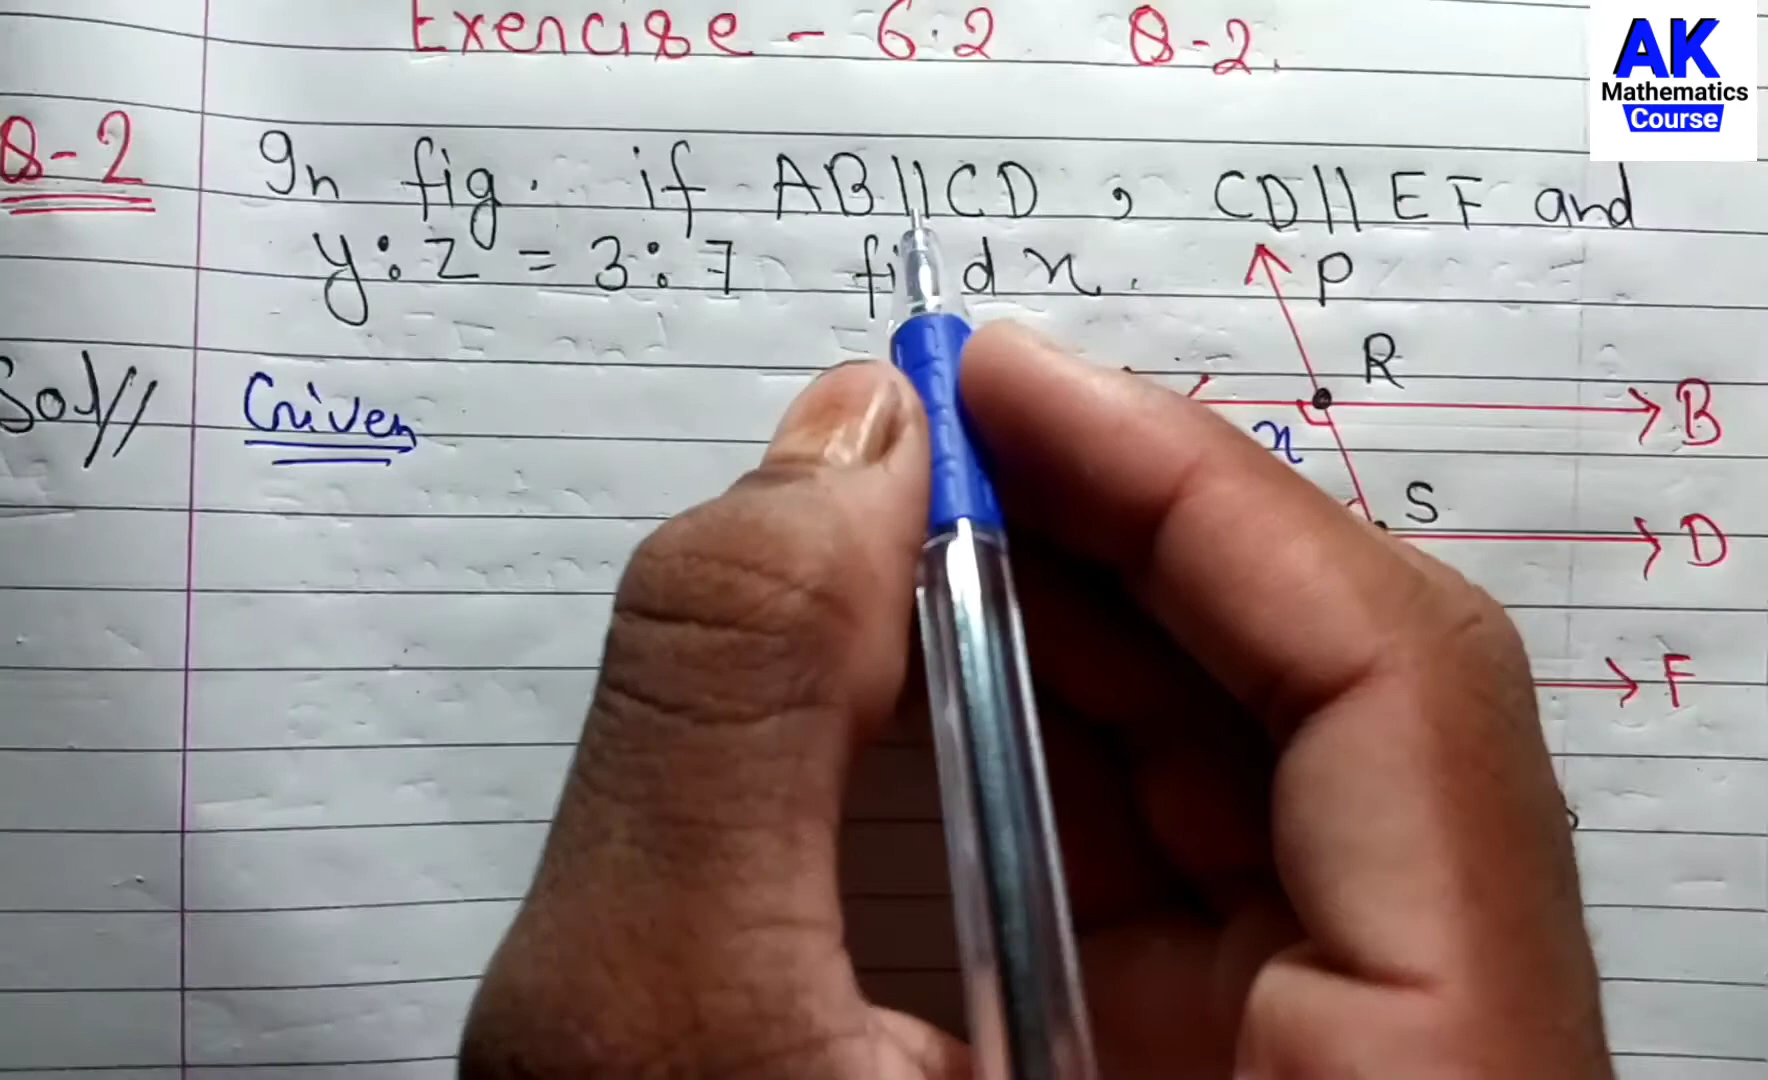 Exercise - 6.2 Q-2.
AK
Mathematics
Course
Q-2 In fig. if AB||CD , CD||EF and
y:z = 3:7 find x.
P
R
Sol// Given
B
x
S
D
F